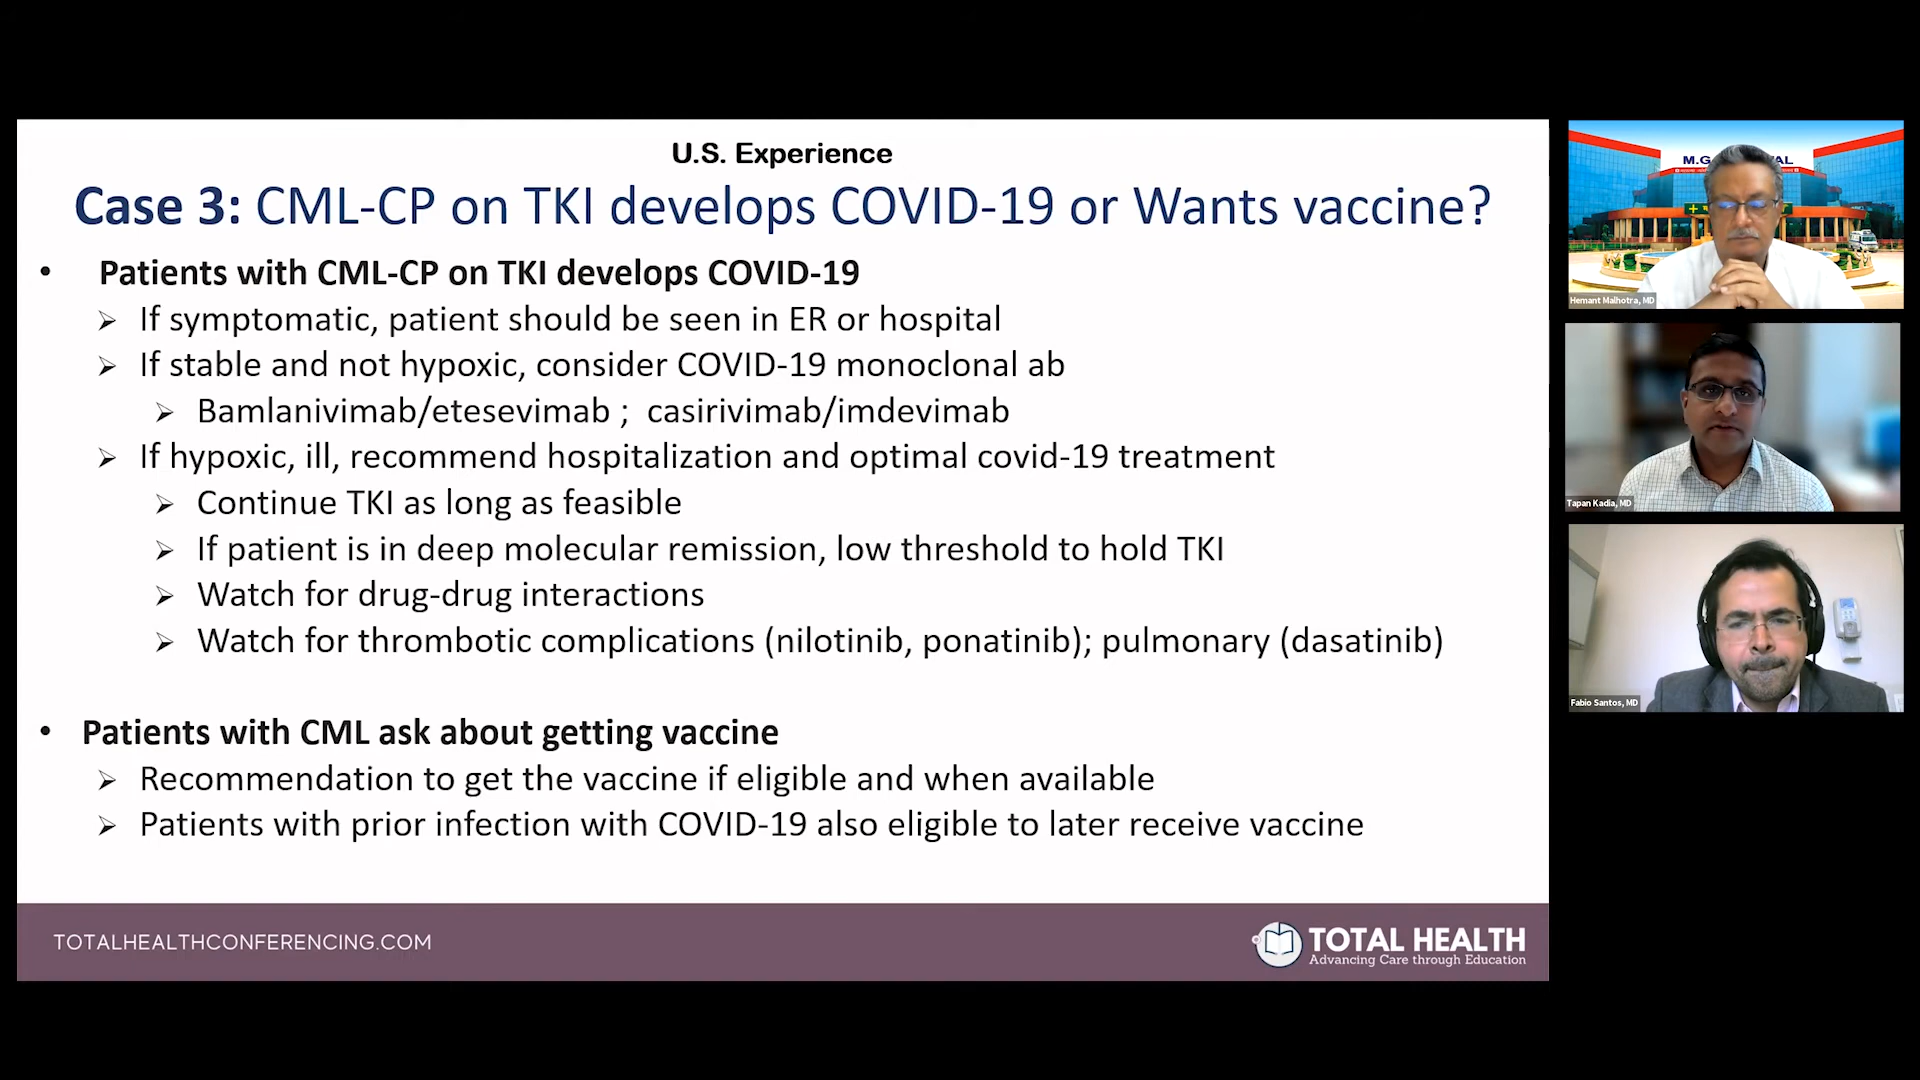 U.S. Experience
Case 3: CML-CP on TKI develops COVID-19 or Wants vaccine?
• Patients with CML-CP on TKI develops COVID-19
➢ If symptomatic, patient should be seen in ER or hospital
➢ If stable and not hypoxic, consider COVID-19 monoclonal ab
➢ Bamlanivimab/etesevimab ; casirivimab/imdevimab
➢ If hypoxic, ill, recommend hospitalization and optimal covid-19 treatment
➢ Continue TKI as long as feasible
➢ If patient is in deep molecular remission, low threshold to hold TKI
➢ Watch for drug-drug interactions
➢ Watch for thrombotic complications (nilotinib, ponatinib); pulmonary (dasatinib)
• Patients with CML ask about getting vaccine
➢ Recommendation to get the vaccine if eligible and when available
➢ Patients with prior infection with COVID-19 also eligible to later receive vaccine
TOTALHEALTHCONFERENCING.COM
TOTAL HEALTH
Advancing Care through Education
Hemant Malhotra, MD
Tapan Kadia, MD
Fabio Santos, MD